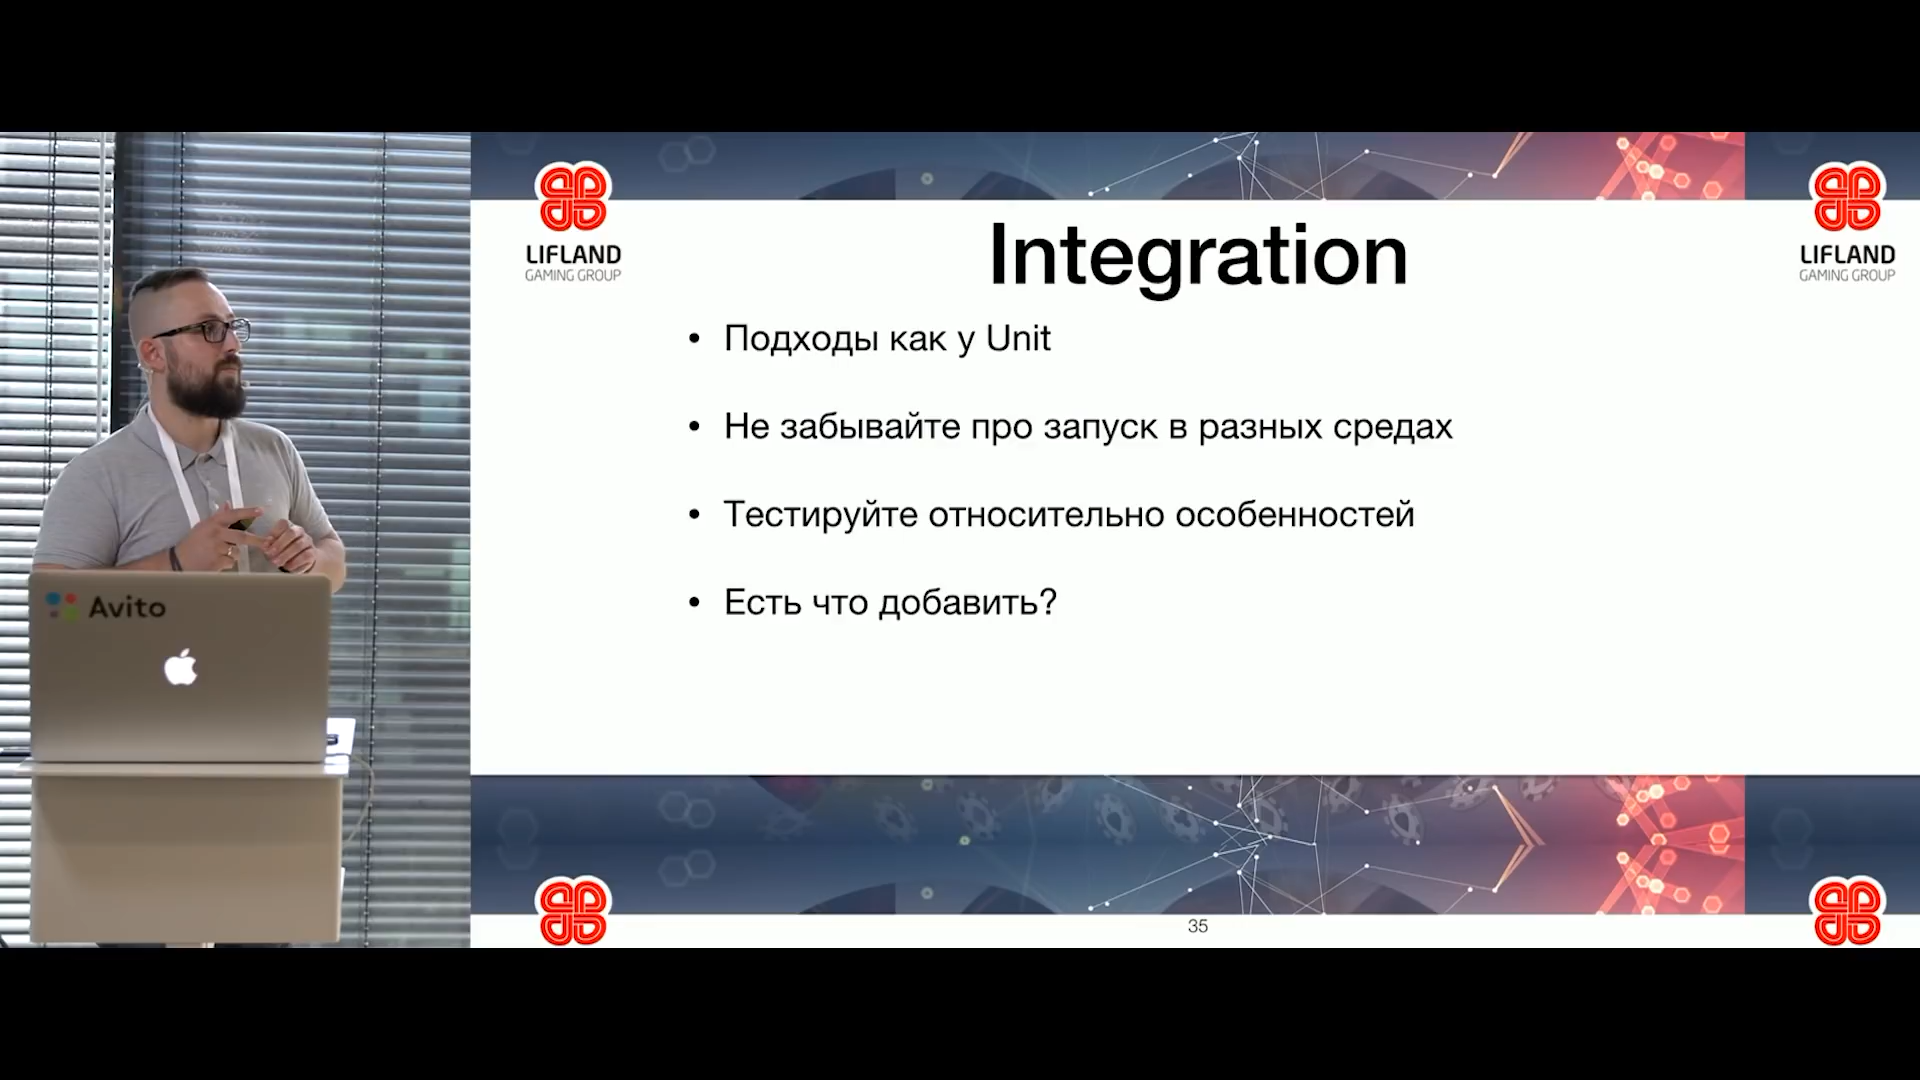 LIFLAND
GAMING GROUP
Integration
LIFLAND
GAMING GROUP
• Подходы как у Unit
• Не забывайте про запуск в разных средах
• Тестируйте относительно особенностей
• Есть что добавить?
Avito
35